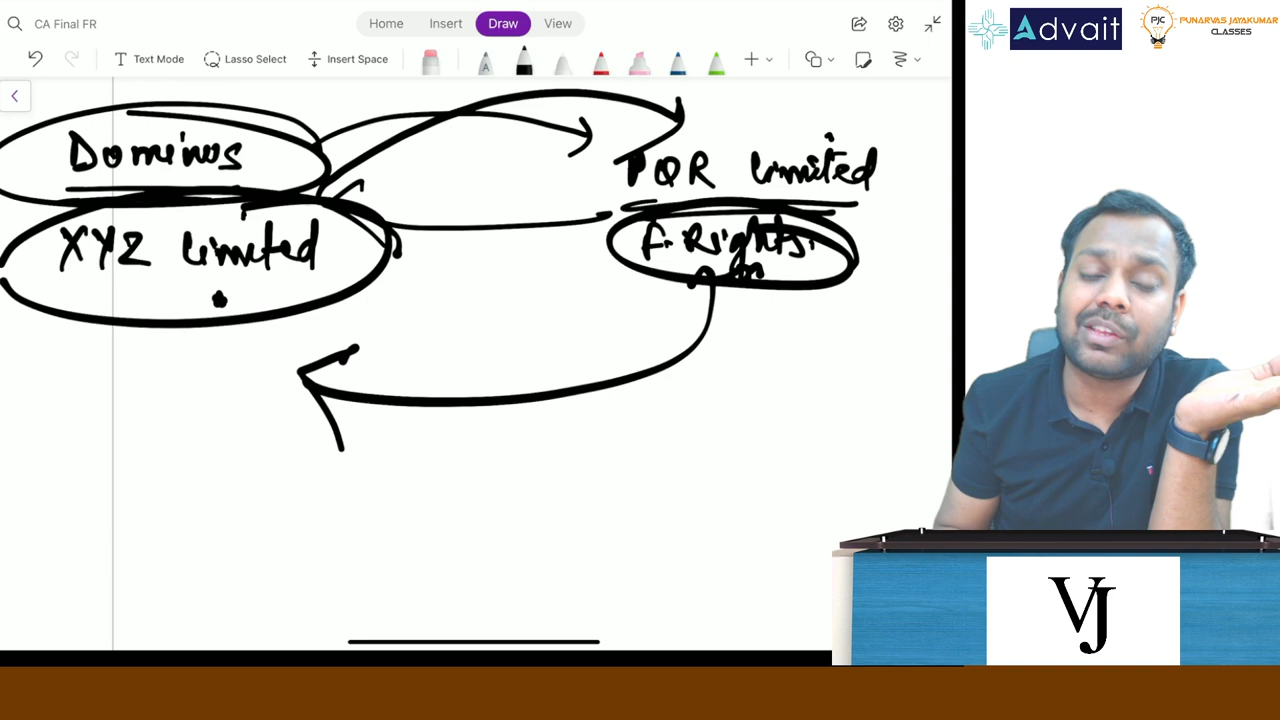 CA Final FR
Home Insert Draw View
Text Mode Lasso Select Insert Space
Advait
PJC
PUNARVAS JAYAKUMAR
CLASSES
Dominos
PQR Limited
XYZ Limited
F. Rights.
VJ